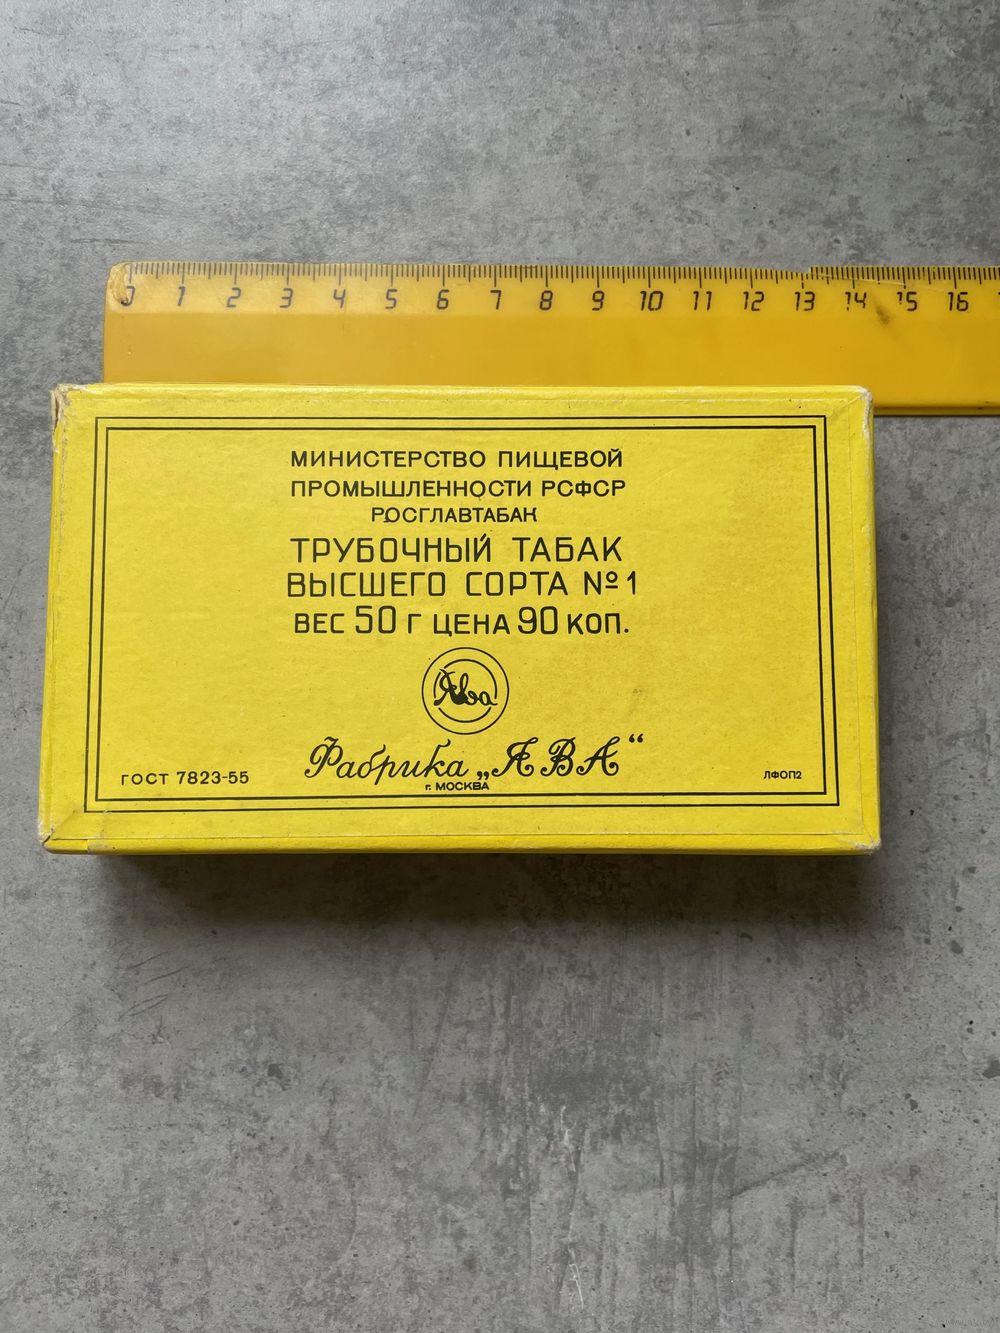 0 1 2 3 4 5 6 7 8 9 10 11 12 13 14 15 16
МИНИСТЕРСТВО ПИЩЕВОЙ
ПРОМЫШЛЕННОСТИ РСФСР
РОСГЛАВТАБАК
ТРУБОЧНЫЙ ТАБАК
ВЫСШЕГО СОРТА №1
ВЕС 50 Г ЦЕНА 90 КОП.
Ява
Фабрика „ЯВА“
г. МОСКВА
ГОСТ 7823-55
ЛФОП2